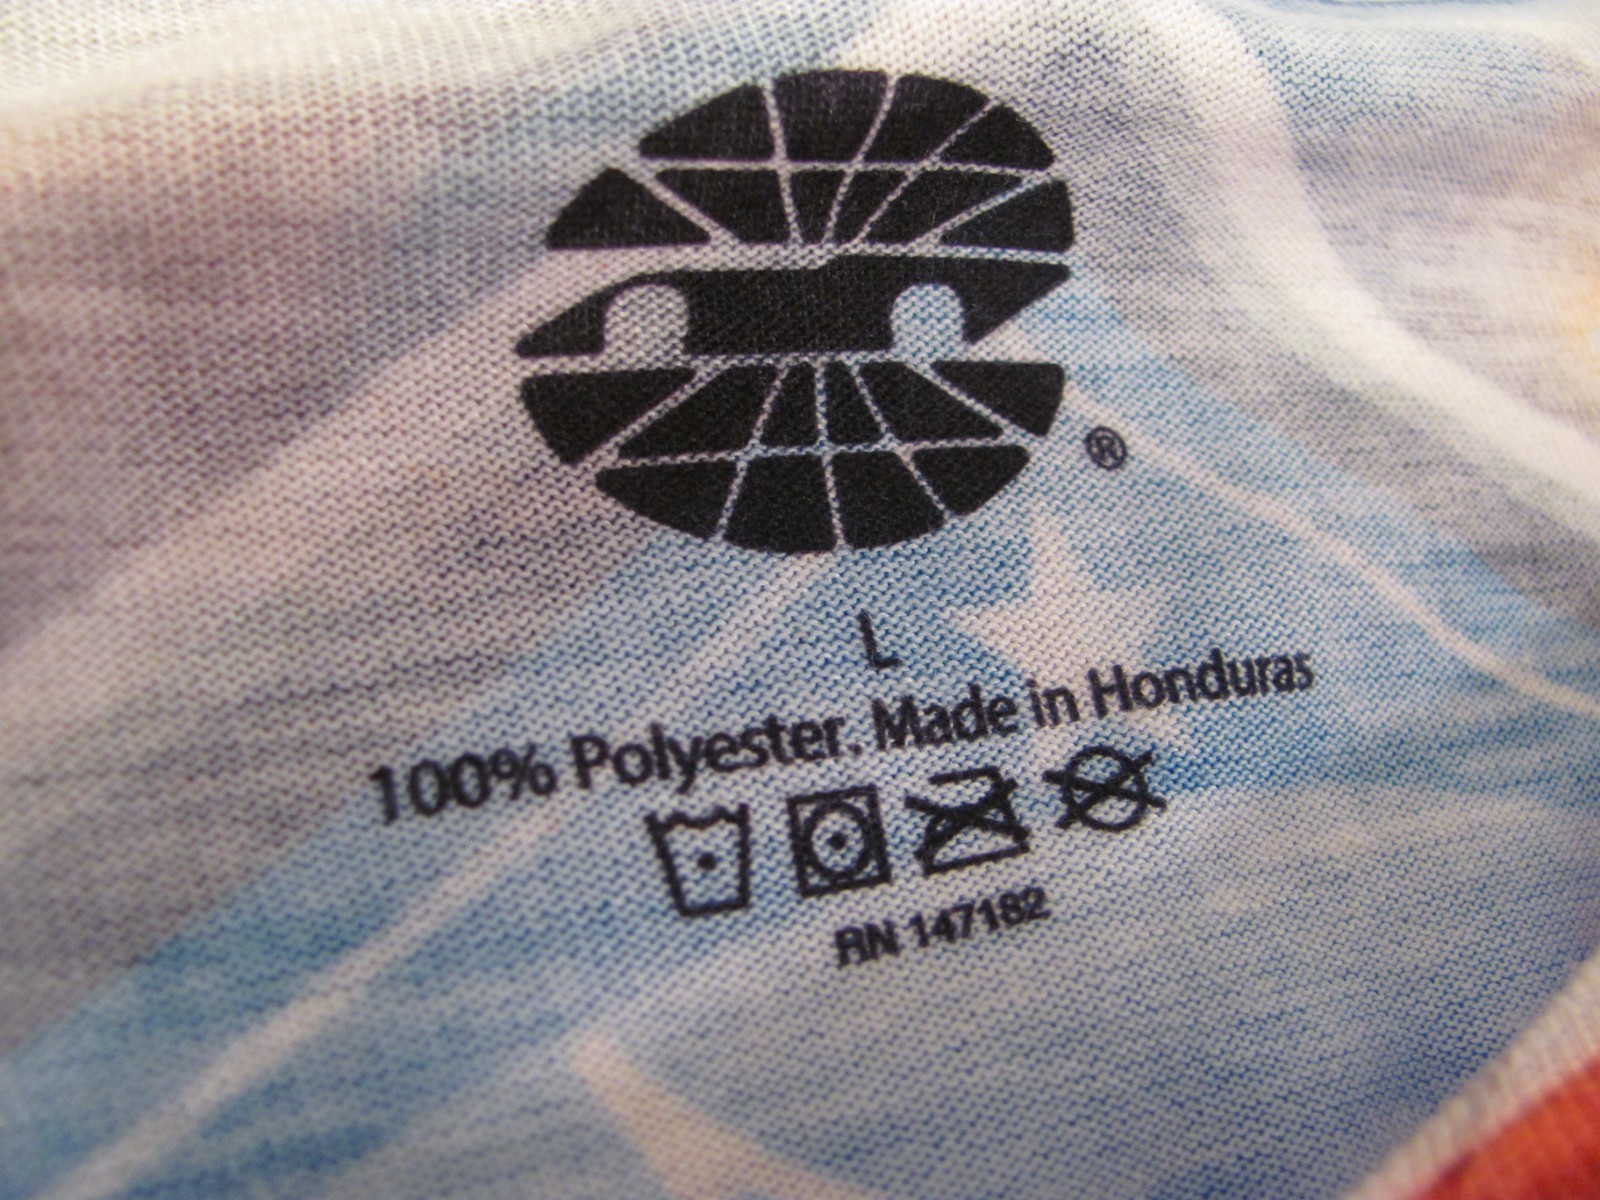 ®
L
100% Polyester. Made in Honduras
RN 147182